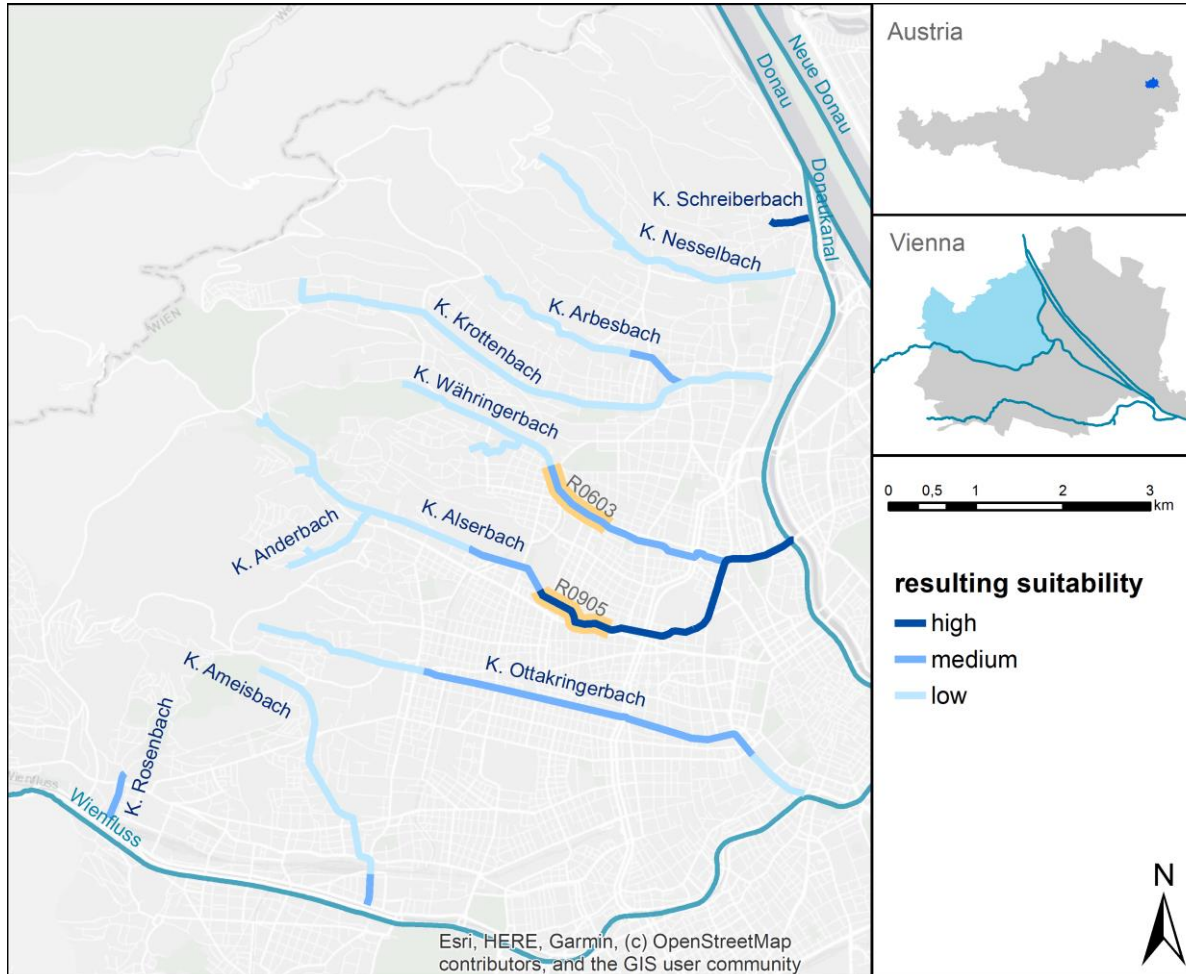 Donau
Neue Donau
Donaukanal
K. Schreiberbach
K. Nesselbach
K. Arbesbach
K. Krottenbach
K. Währingerbach
WIEN
R0603
K. Alserbach
K. Anderbach
R0905
K. Ottakringerbach
K. Ameisbach
K. Rosenbach
Wienfluss
Wienfluss
Esri, HERE, Garmin, (c) OpenStreetMap
contributors, and the GIS user community
Austria
Vienna
0 0,5 1 2 3
km
resulting suitability
high
medium
low
N